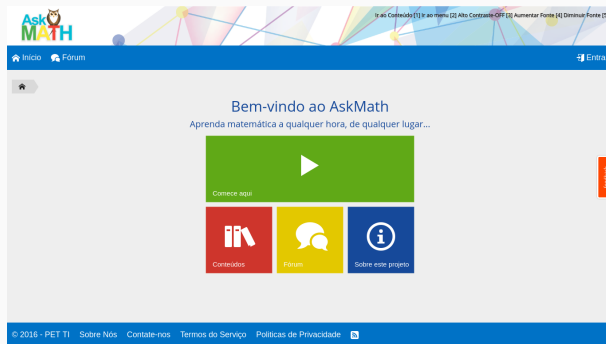 Ask
MATH
Ir ao Conteúdo [1] Ir ao menu [2] Alto Contraste-OFF [3] Aumentar Fonte [4] Diminuir Fonte [5
Início Fórum
Entra
Bem-vindo ao AskMath
Aprenda matemática a qualquer hora, de qualquer lugar...
Comece aqui
Conteúdos
Fórum
Sobre este projeto
© 2016 - PET TI Sobre Nós Contate-nos Termos do Serviço Politicas de Privacidade